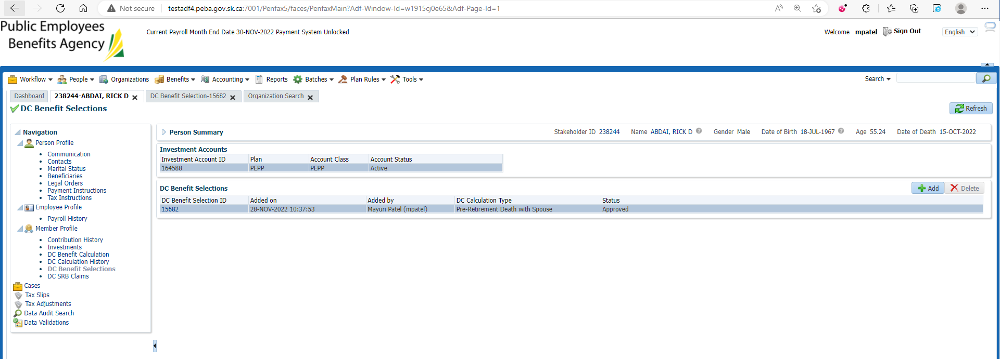 Not secure | testadf4.peba.gov.sk.ca:7001/Penfax5/faces/PenfaxMain?Adf-Window-Id=w1915cj0e65&Adf-Page-Id=1
Public Employees
Benefits Agency
Current Payroll Month End Date 30-NOV-2022 Payment System Unlocked
Welcome mpatel Sign Out English
Workflow People Organizations Benefits Accounting Reports Batches Plan Rules Tools Search
Dashboard 238244-ABDAI, RICK D DC Benefit Selection-15682 Organization Search
DC Benefit Selections
Refresh
Navigation
Person Profile
Communication
Contacts
Marital Status
Beneficiaries
Legal Orders
Payment Instructions
Tax Instructions
Employee Profile
Payroll History
Member Profile
Contribution History
Investments
DC Benefit Calculation
DC Calculation History
DC Benefit Selections
DC SRB Claims
Cases
Tax Slips
Tax Adjustments
Data Audit Search
Data Validations
Person Summary Stakeholder ID 238244 Name ABDAI, RICK D Gender Male Date of Birth 18-JUL-1967 Age 55.24 Date of Death 15-OCT-2022
Investment Accounts
Investment Account ID Plan Account Class Account Status
164588 PEPP PEPP Active
DC Benefit Selections
Add Delete
DC Benefit Selection ID Added on Added by DC Calculation Type Status
15682 28-NOV-2022 10:37:53 Mayuri Patel (mpatel) Pre-Retirement Death with Spouse Approved